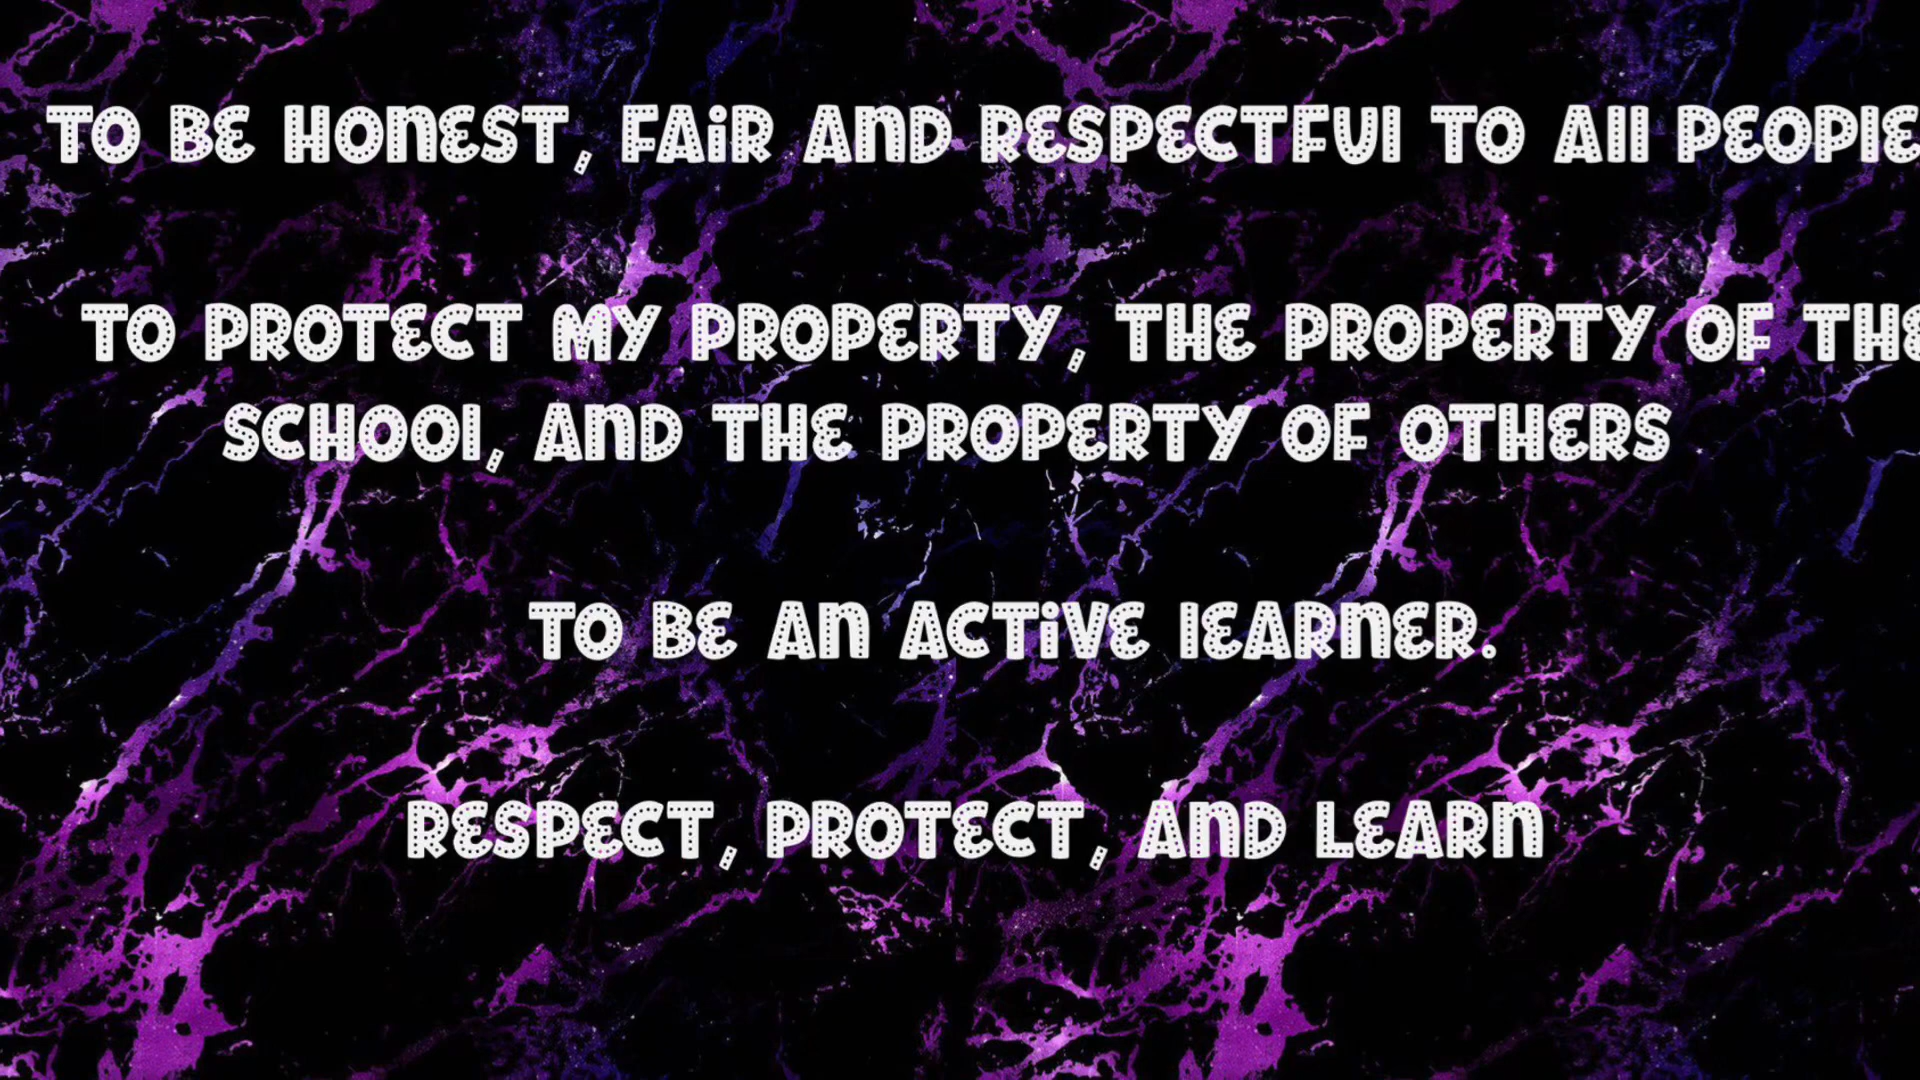 TO BE HONEST, FAiR AND RESPECTFUl TO All PEOPlE
TO PROTECT MY PROPERTY, THE PROPERTY OF THE
SCHOOl, AND THE PROPERTY OF OTHERS
TO BE AN ACTiVE lEARNER.
RESPECT, PROTECT, AND LEARN